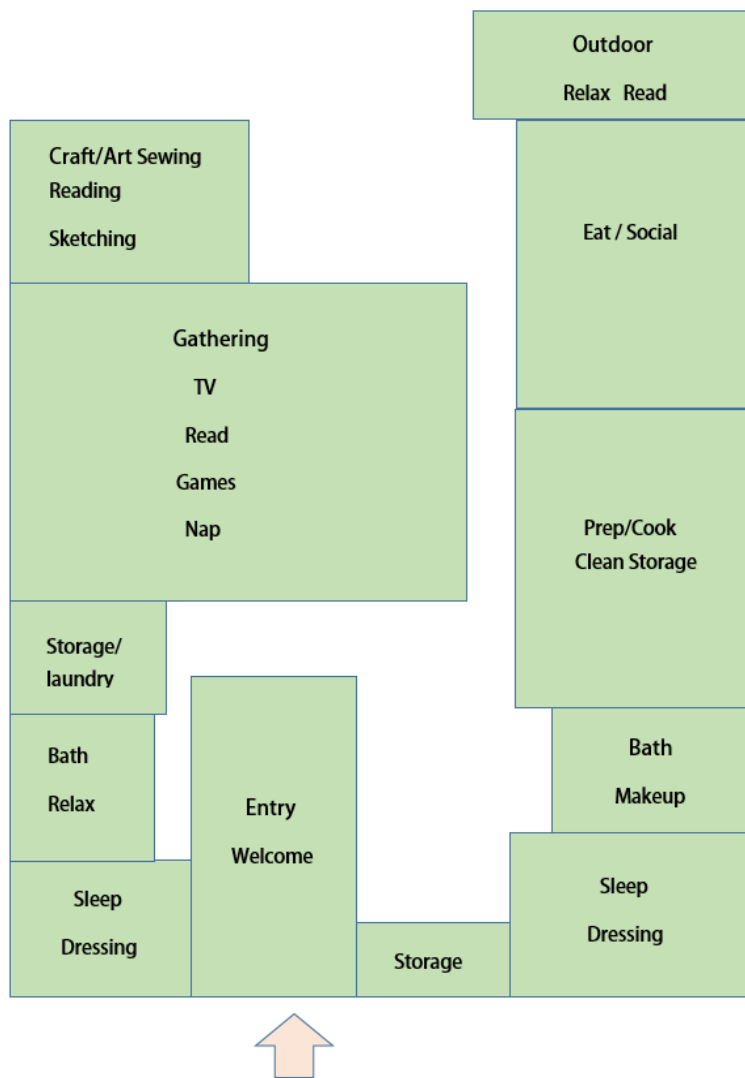 Outdoor
Relax Read
Craft/Art Sewing
Reading
Sketching
Eat / Social
Gathering
TV
Read
Games
Nap
Prep/Cook
Clean Storage
Storage/
laundry
Bath
Relax
Bath
Makeup
Entry
Welcome
Sleep
Dressing
Sleep
Dressing
Storage